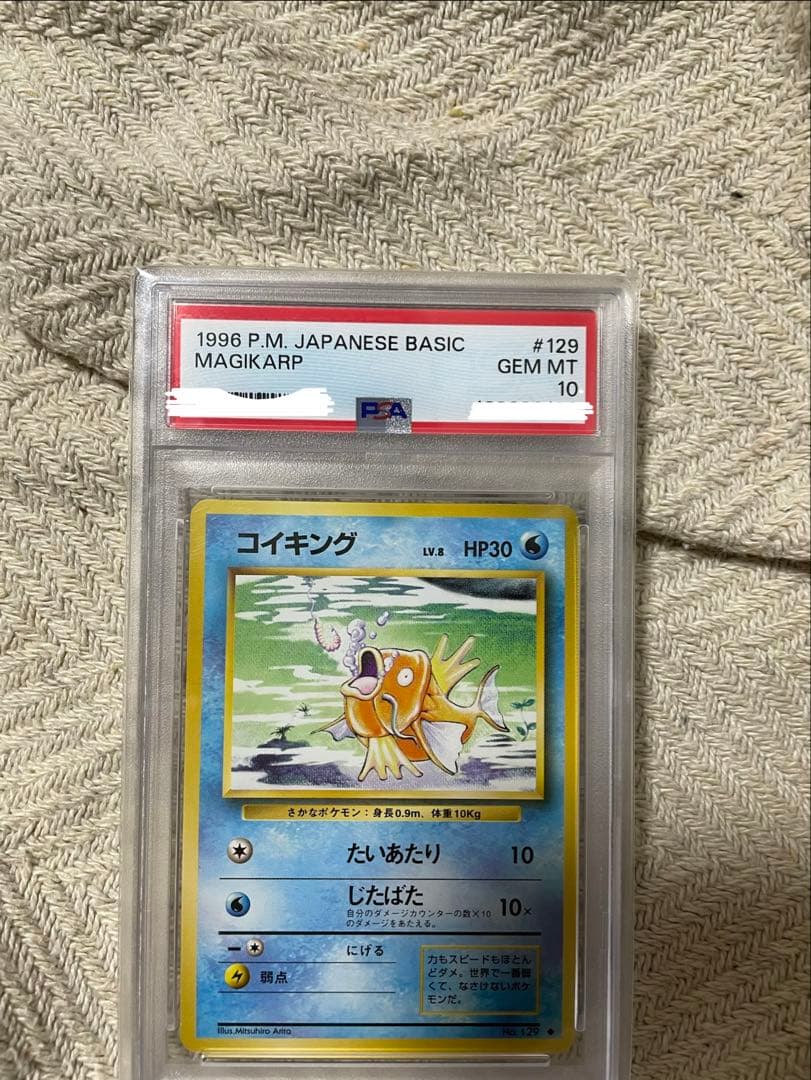 1996 P.M. JAPANESE BASIC #129
MAGIKARP GEM MT
10
PSA
コイキング LV.8 HP30
さかなポケモン：身長0.9m、体重10Kg
たいあたり 10
じたばた 10×
自分のダメージカウンターの数×10
のダメージをあたえる。
にげる
弱点
力もスピードもほとん
どダメ。世界で一番弱
くて、なさけないポケ
モンだ。
Illus.Mitsuhiro Arita No. 129